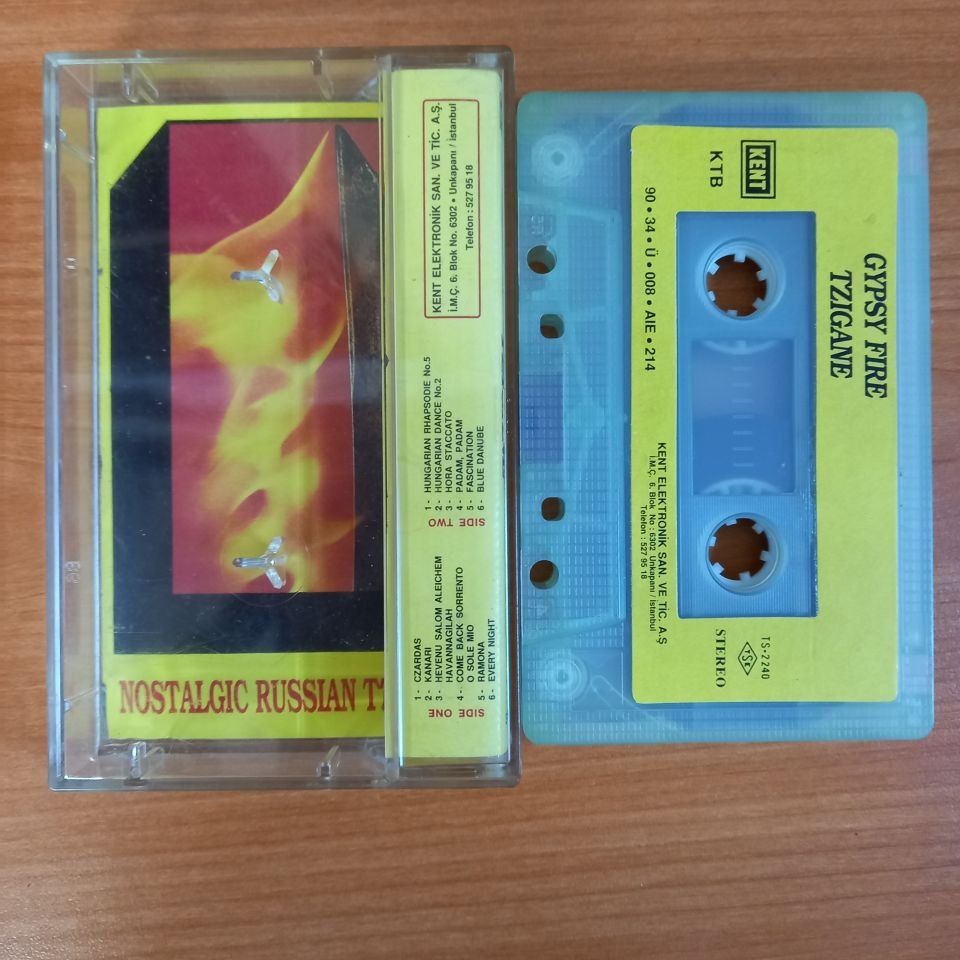 NOSTALGIC RUSSIAN
KENT ELEKTRONİK SAN. VE TİC. A.Ş.
İ.M.Ç. 6. Blok No. 6302 • Unkapanı / İstanbul
Telefon : 527 95 18
SIDE ONE
1 - CZARDAS
2 - KANARI
3 - HEVENU SALOM ALEICHEM
HAVANNAGILAH
4 - COME BACK SORRENTO
O SOLE MIO
5 - RAMONA
6 - EVERY NIGHT
SIDE TWO
1 - HUNGARIAN RHAPSODIE No.5
2 - HUNGARIAN DANCE No.2
3 - HORA STACCATO
4 - PADAM, PADAM
5 - FASCINATION
6 - BLUE DANUBE
GYPSY FIRE
TZIGANE
KENT
KTB
90 • 34 • Ü • 008 • AIE • 214
KENT ELEKTRONİK SAN. VE TİC. A.Ş
İ.M.Ç. 6. Blok No : 6302 Unkapanı / İstanbul
Telefon : 527 95 18
TS-2240
TSE
STEREO